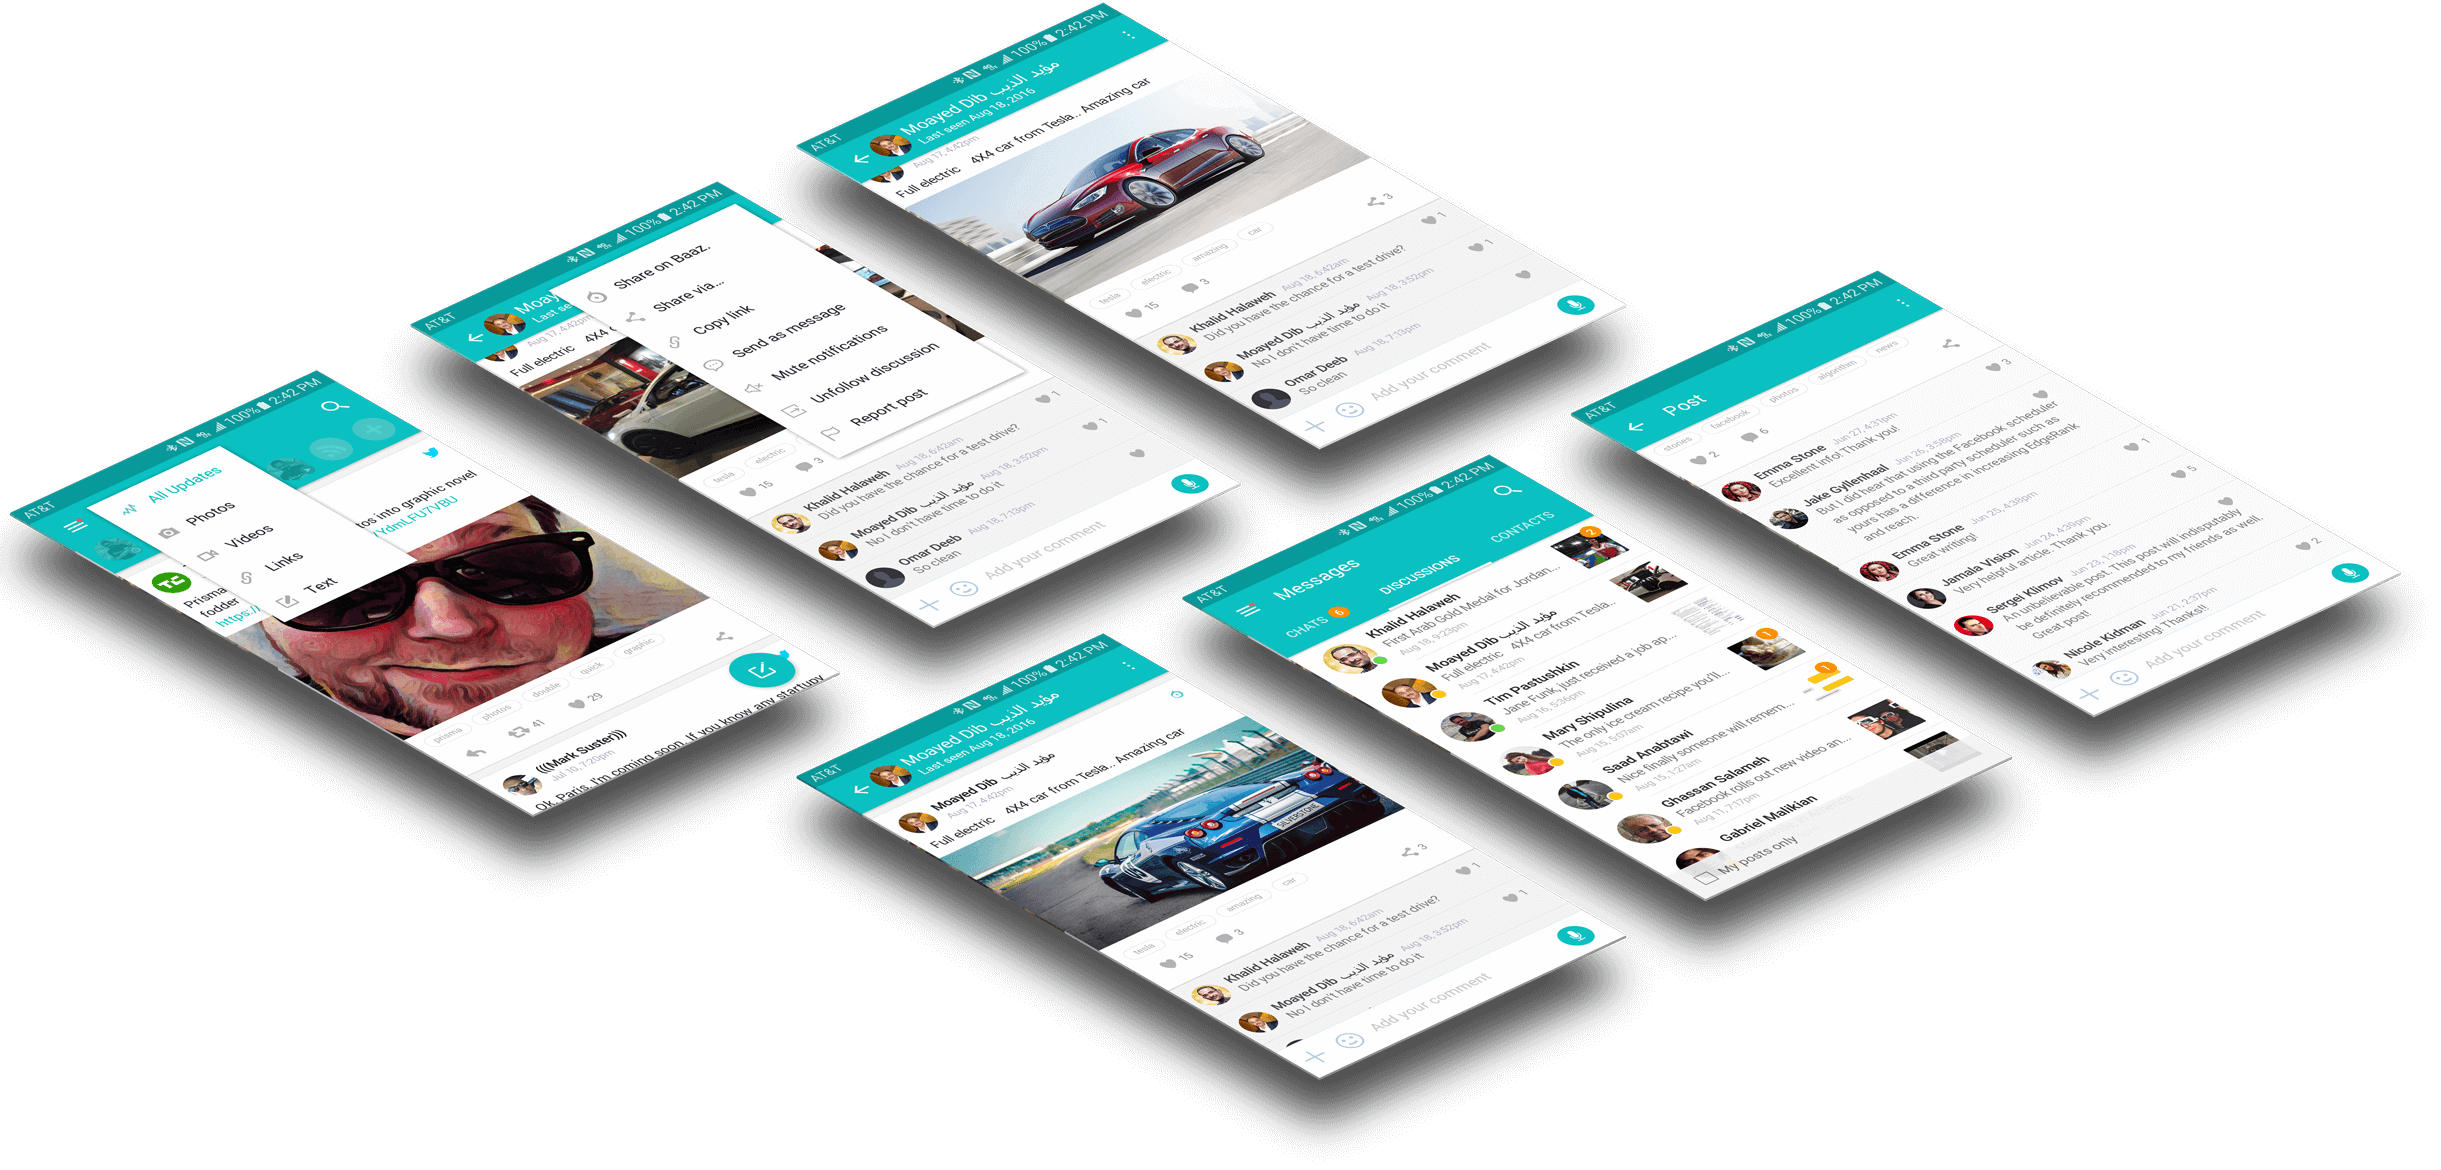 AT&T
100% 2:42 PM
All Updates
Photos
Videos
Links
Text
tos into graphic novel
YdmLFU7VBU
Prisma
fodder
https://
prisma
photos
double
quick
graphic
41
29
(((Mark Suster)))
Jul 10, 7:20pm
Ok, Paris. I'm coming soon. If you know any startups
AT&T
100% 2:42 PM
Moay
Last se
Aug 17, 4:42pm
Full electric 4X4 c
Share on Baaz.
Share via...
Copy link
Send as message
Mute notifications
Unfollow discussion
Report post
tesla
electric
15
3
Khalid Halaweh Aug 18, 6:42am
Did you have the chance for a test drive?
1
Moayed Dib مؤيد الذيب Aug 18, 3:52pm
No I don't have time to do it
1
Omar Deeb Aug 18, 7:13pm
So clean
Add your comment
AT&T
100% 2:42 PM
Moayed Dib مؤيد الذيب
Last seen Aug 18, 2016
Aug 17, 4:42pm
Full electric 4X4 car from Tesla.. Amazing car
tesla
electric
amazing
car
15
3
3
Khalid Halaweh Aug 18, 6:42am
Did you have the chance for a test drive?
1
Moayed Dib مؤيد الذيب Aug 18, 3:52pm
No I don't have time to do it
1
Omar Deeb Aug 18, 7:13pm
So clean
Add your comment
AT&T
100% 2:42 PM
Moayed Dib مؤيد الذيب
Last seen Aug 18, 2016
Moayed Dib مؤيد الذيب
Aug 17, 4:42pm
Full electric 4X4 car from Tesla.. Amazing car
SILVERSTONE
tesla
electric
amazing
car
15
3
3
Khalid Halaweh Aug 18, 6:42am
Did you have the chance for a test drive?
1
Moayed Dib مؤيد الذيب Aug 18, 3:52pm
No I don't have time to do it
1
Add your comment
AT&T
100% 2:42 PM
Messages
CHATS 6
DISCUSSIONS
CONTACTS
Khalid Halaweh
First Arab Gold Medal for Jordan...
Aug 18, 9:23pm
2
Moayed Dib مؤيد الذيب
Full electric 4X4 car from Tesla..
Aug 17, 4:42pm
Tim Pastushkin
Jane Funk, just received a job ap...
Aug 16, 5:36pm
Mary Shipulina
The only ice cream recipe you'll...
Aug 15, 5:07am
1
Saad Anabtawi
Nice finally someone will remem...
Aug 15, 1:27am
1
Ghassan Salameh
Facebook rolls out new video an...
Aug 11, 7:17pm
Gabriel Malikian
My posts only
AT&T
100% 2:42 PM
Post
stories
facebook
photos
algorithm
news
2
6
Emma Stone Jun 27, 4:31pm
Excellent info! Thank you!
3
Jake Gyllenhaal Jun 26, 3:58pm
But I did hear that using the Facebook scheduler
as opposed to a third party scheduler such as
yours has a difference in increasing EdgeRank
and reach.
Emma Stone Jun 25, 4:38pm
Great writing!
1
Jamala Vision Jun 24, 4:39pm
Very helpful article. Thank you.
5
Sergei Klimov Jun 23, 1:18pm
An unbelievable post. This post will indisputably
be definitely recommended to my friends as well.
Great post!
Nicole Kidman Jun 21, 2:37pm
Very interesting! Thanks!!
2
Add your comment